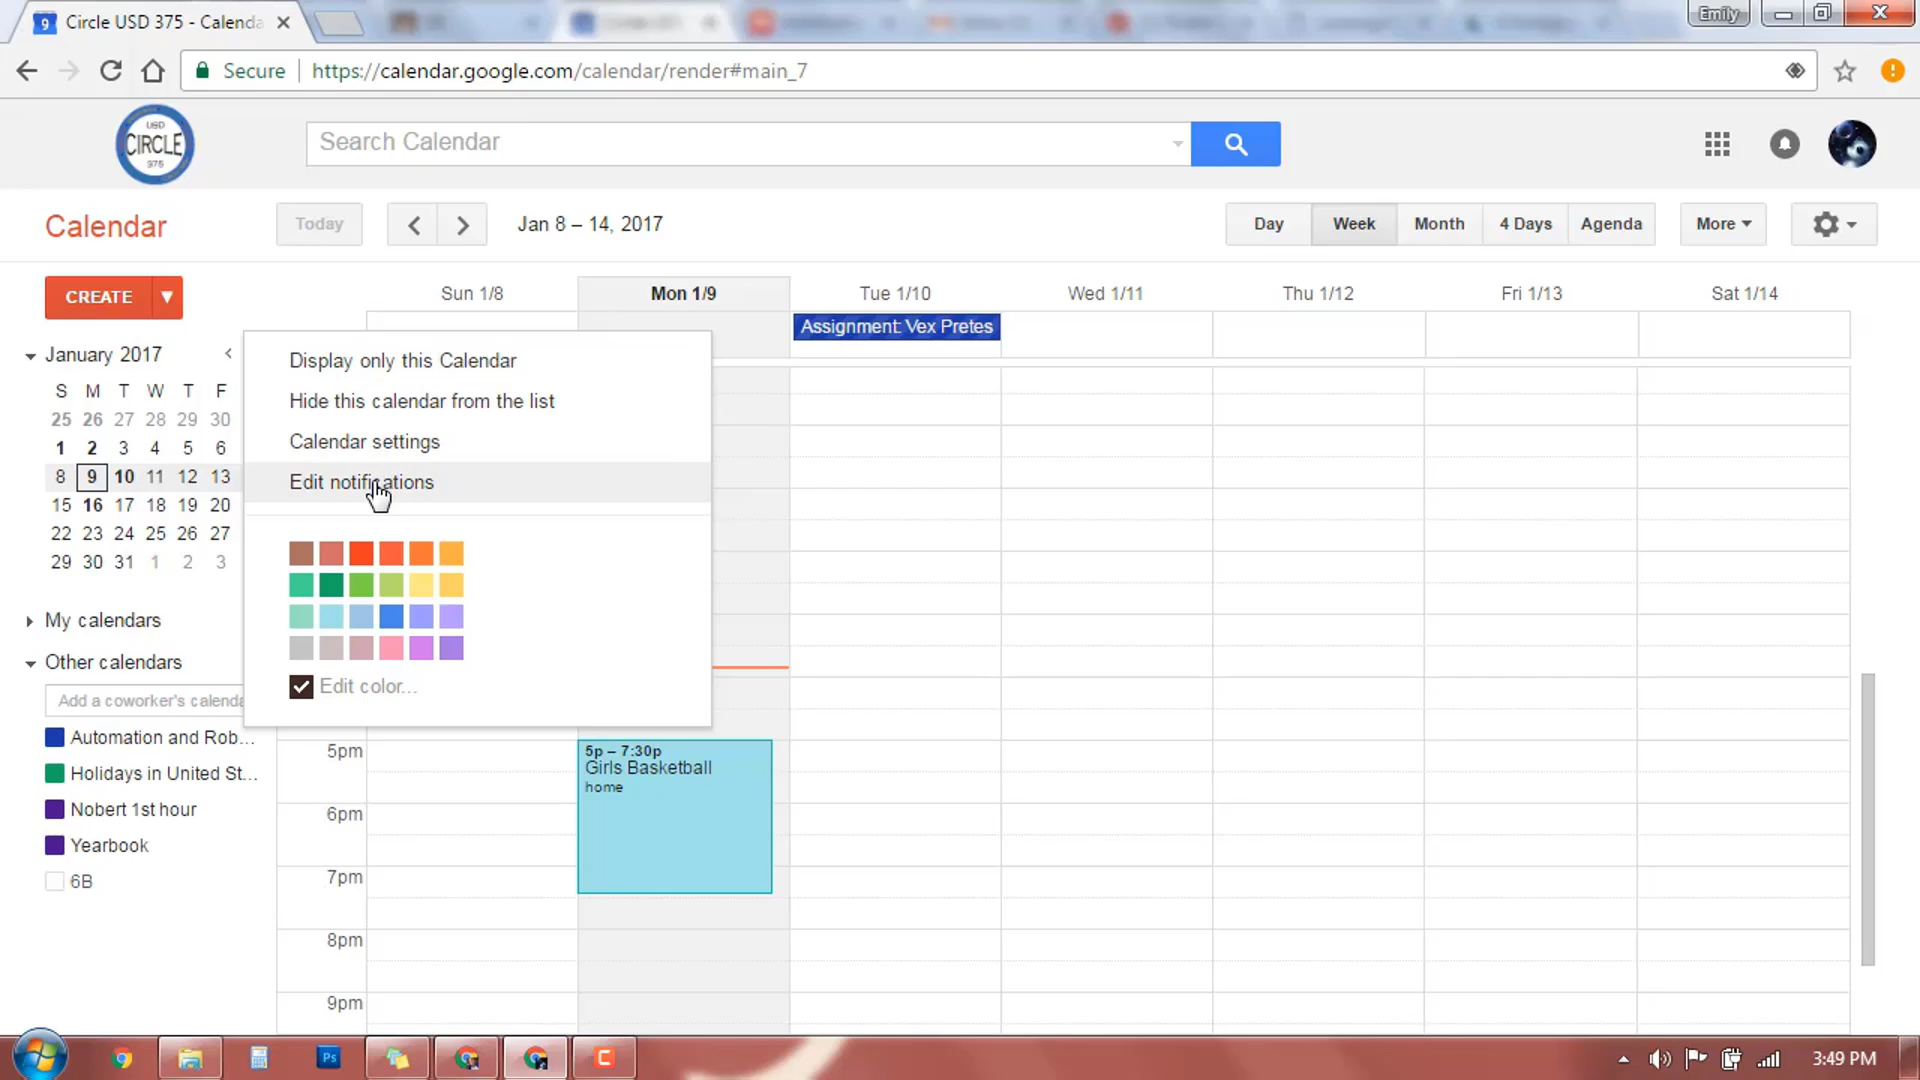 9 Circle USD 375 - Calenda
Emily
Secure https://calendar.google.com/calendar/render#main_7
USD
CIRCLE
375
Search Calendar
Calendar
Today
Jan 8 – 14, 2017
Day Week Month 4 Days Agenda More
CREATE
Sun 1/8 Mon 1/9 Tue 1/10 Wed 1/11 Thu 1/12 Fri 1/13 Sat 1/14
Assignment: Vex Pretes
January 2017
S M T W T F
25 26 27 28 29 30
1 2 3 4 5 6
8 9 10 11 12 13
15 16 17 18 19 20
22 23 24 25 26 27
29 30 31 1 2 3
Display only this Calendar
Hide this calendar from the list
Calendar settings
Edit notifications
Edit color...
My calendars
Other calendars
Add a coworker's calenda
Automation and Rob...
Holidays in United St...
Nobert 1st hour
Yearbook
6B
5pm
6pm
7pm
8pm
9pm
5p – 7:30p
Girls Basketball
home
Ps
C
3:49 PM